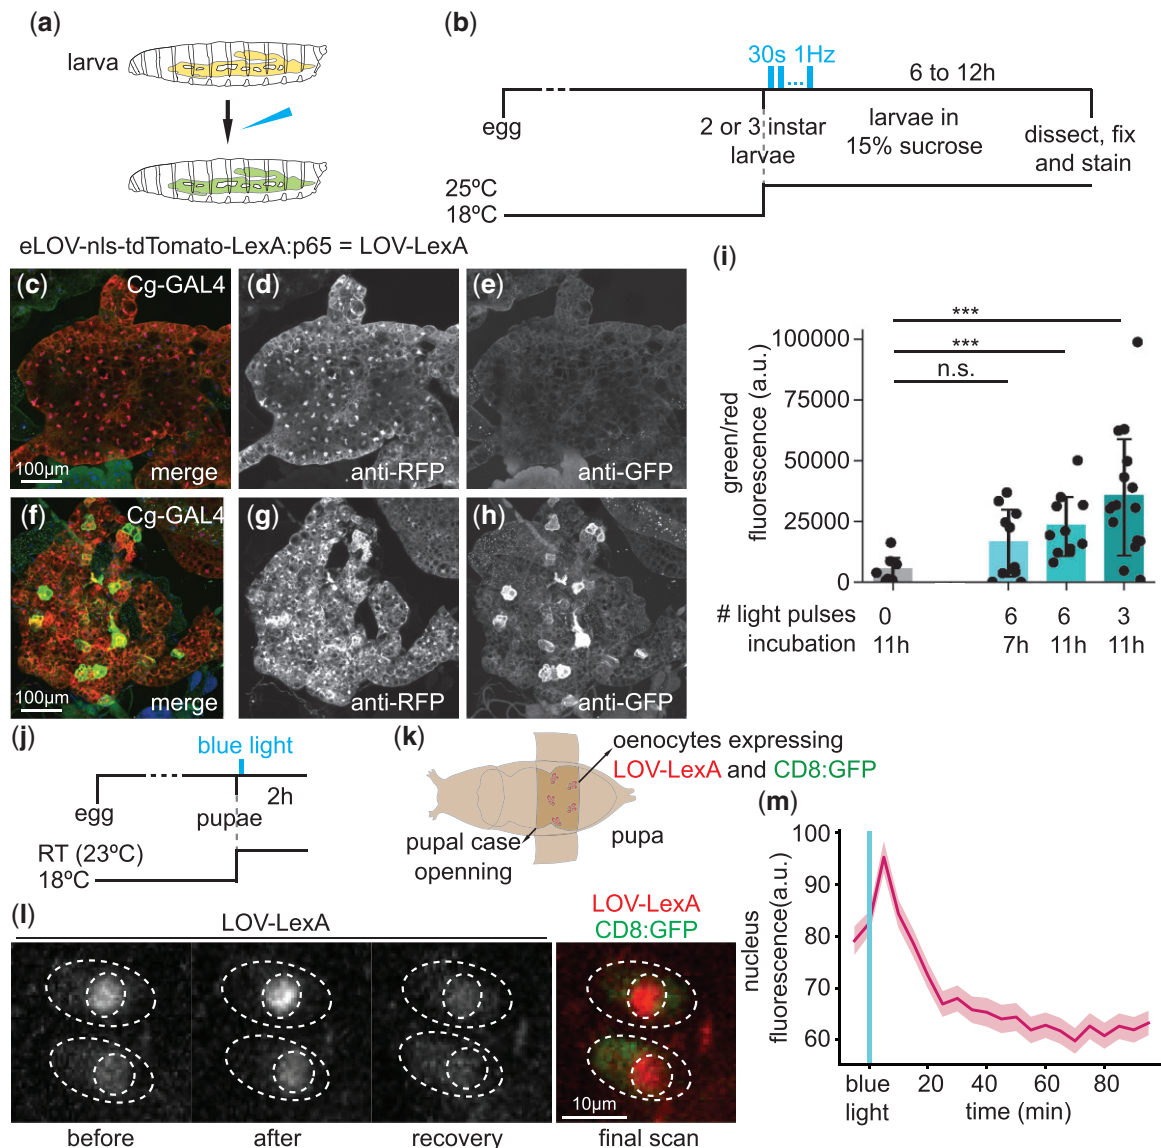 (a)
larva
(b)
30s 1Hz
6 to 12h
egg
2 or 3 instar
larvae
larvae in
15% sucrose
dissect, fix
and stain
25ºC
18ºC
eLOV-nls-tdTomato-LexA:p65 = LOV-LexA
(c)
Cg-GAL4
100µm
merge
(d)
anti-RFP
(e)
anti-GFP
(f)
Cg-GAL4
100µm
merge
(g)
anti-RFP
(h)
anti-GFP
(i)
green/red
fluorescence (a.u.)
100000
75000
50000
25000
0
***
***
n.s.
# light pulses
0
6
6
3
incubation
11h
7h
11h
11h
(j)
blue light
2h
egg
pupae
RT (23ºC)
18ºC
(k)
oenocytes expressing
LOV-LexA and CD8:GFP
pupal case
openning
pupa
(l)
LOV-LexA
LOV-LexA
CD8:GFP
10µm
before
after
recovery
final scan
(m)
nucleus
fluorescence(a.u.)
100
90
80
70
60
blue
light
20
40
60
80
time (min)